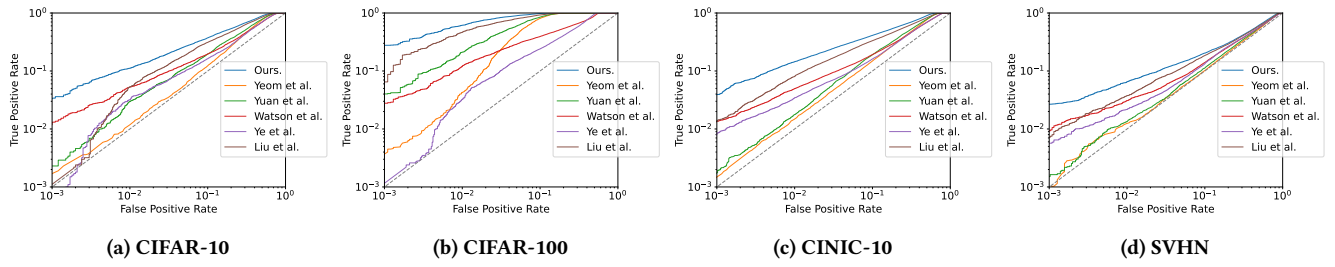 True Positive Rate
10⁰
10⁻¹
10⁻²
10⁻³
10⁻³
10⁻²
10⁻¹
10⁰
False Positive Rate
Ours.
Yeom et al.
Yuan et al.
Watson et al.
Ye et al.
Liu et al.
(a) CIFAR-10
True Positive Rate
10⁰
10⁻¹
10⁻²
10⁻³
10⁻³
10⁻²
10⁻¹
10⁰
False Positive Rate
Ours.
Yeom et al.
Yuan et al.
Watson et al.
Ye et al.
Liu et al.
(b) CIFAR-100
True Positive Rate
10⁰
10⁻¹
10⁻²
10⁻³
10⁻³
10⁻²
10⁻¹
10⁰
False Positive Rate
Ours.
Yeom et al.
Yuan et al.
Watson et al.
Ye et al.
Liu et al.
(c) CINIC-10
True Positive Rate
10⁰
10⁻¹
10⁻²
10⁻³
10⁻³
10⁻²
10⁻¹
10⁰
False Positive Rate
Ours.
Yeom et al.
Yuan et al.
Watson et al.
Ye et al.
Liu et al.
(d) SVHN